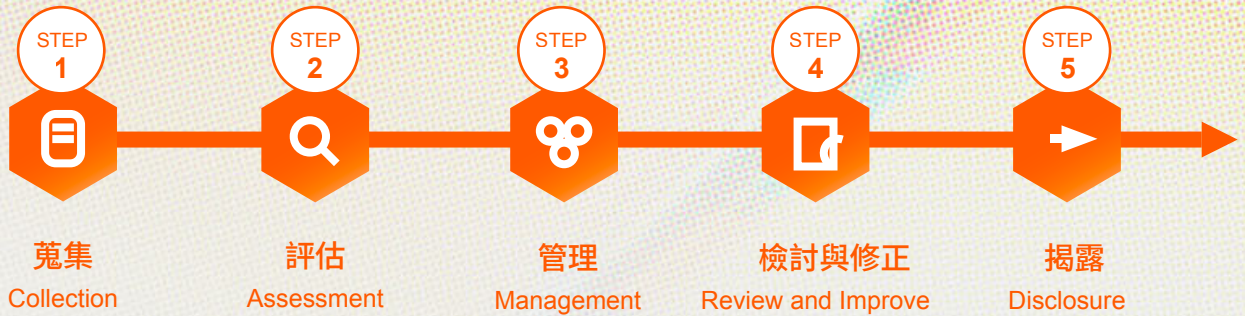 STEP
1
STEP
2
STEP
3
STEP
4
STEP
5
蒐集
Collection
評估
Assessment
管理
Management
檢討與修正
Review and Improve
揭露
Disclosure